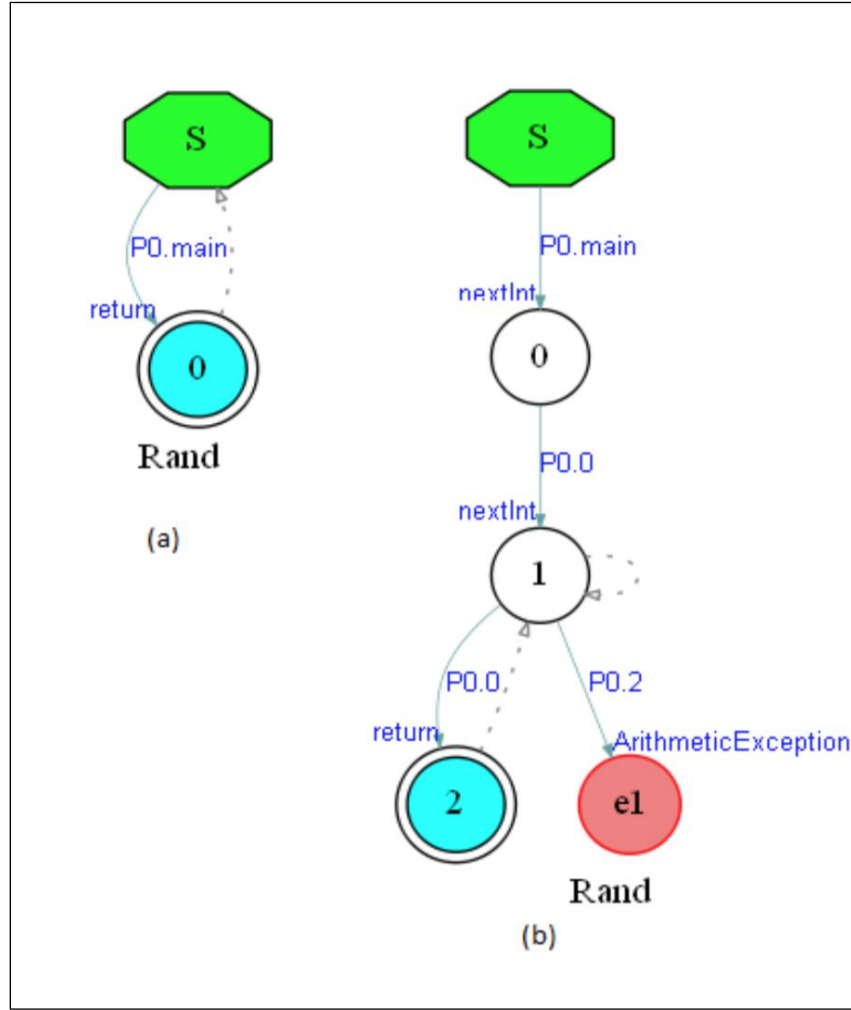 S
P0.main
return
0
Rand
(a)
S
P0.main
nextInt
0
P0.0
nextInt
1
P0.0
P0.2
return
ArithmeticException
2
e1
Rand
(b)